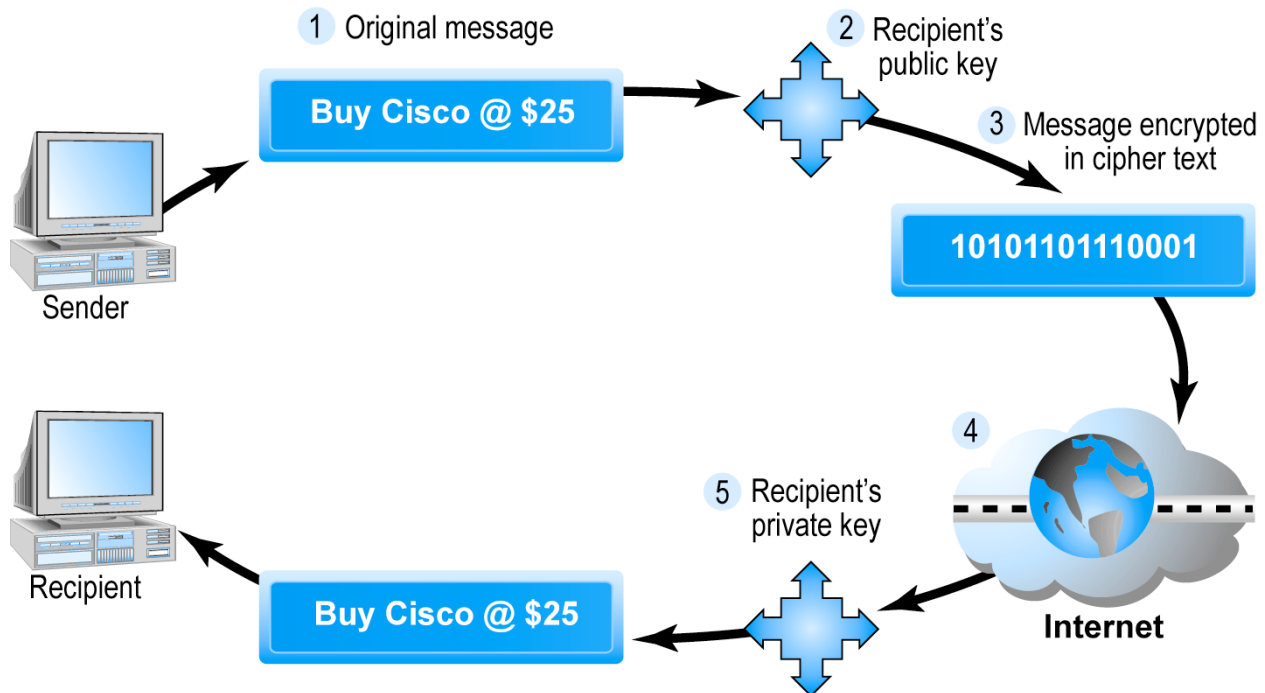 1 Original message
Buy Cisco @ $25
2 Recipient's
public key
3 Message encrypted
in cipher text
10101101110001
Sender
4
Internet
5 Recipient's
private key
Buy Cisco @ $25
Recipient